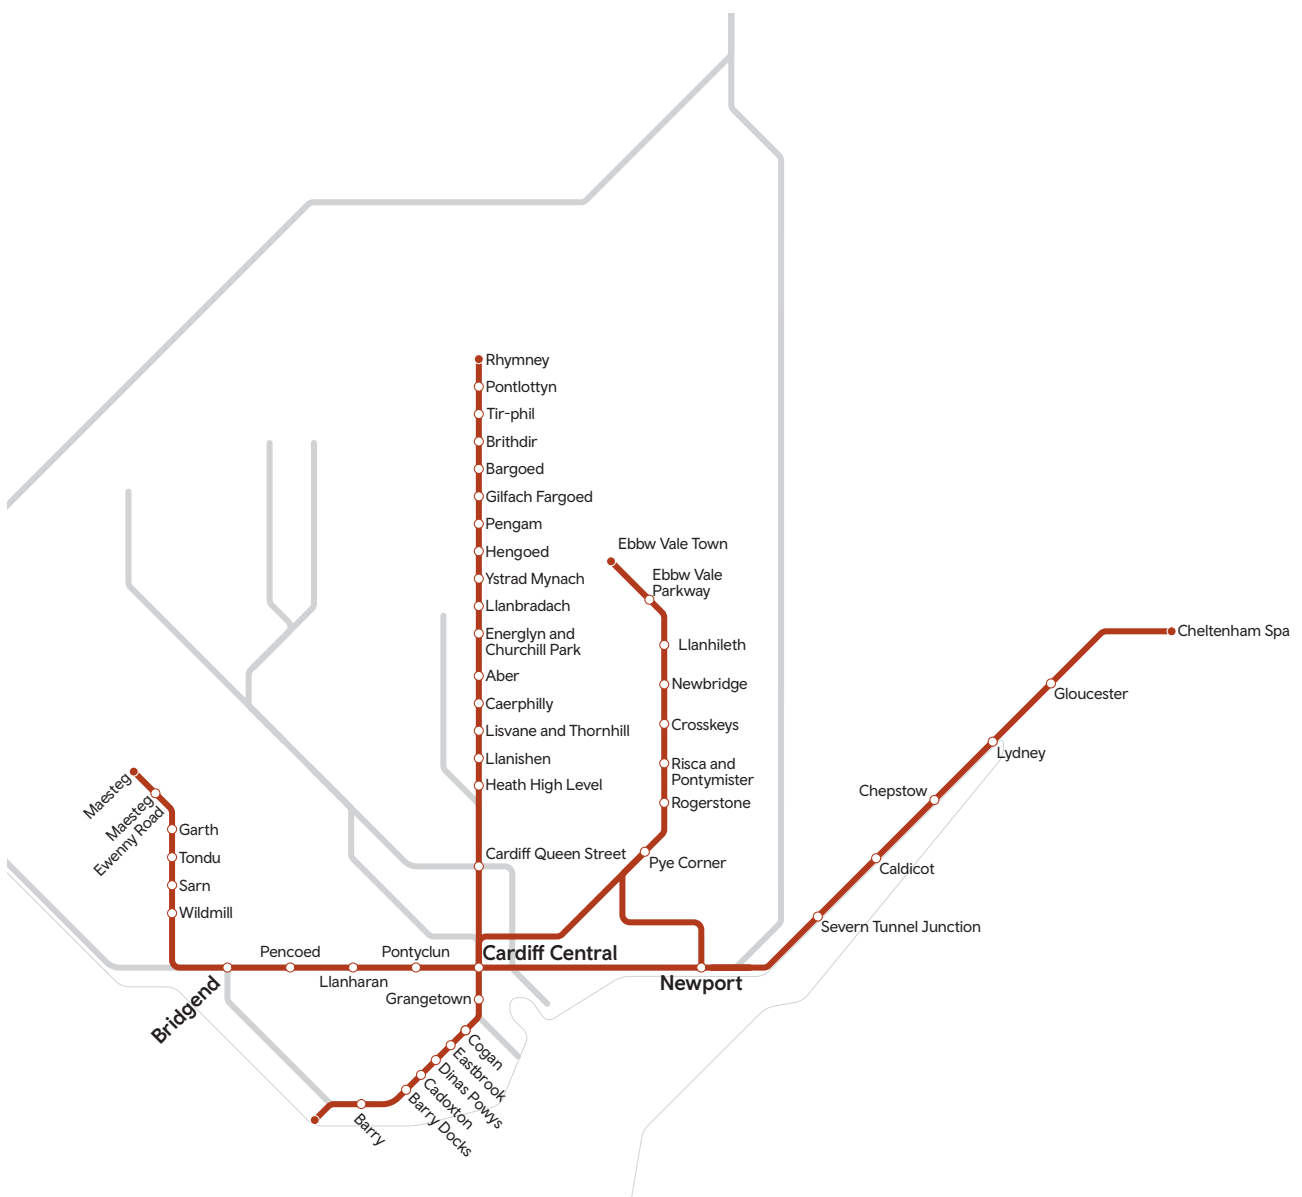 Rhymney
Pontlottyn
Tir-phil
Brithdir
Bargoed
Gilfach Fargoed
Pengam
Hengoed
Ystrad Mynach
Llanbradach
Energlyn and
Churchill Park
Aber
Caerphilly
Lisvane and Thornhill
Llanishen
Heath High Level
Cardiff Queen Street
Ebbw Vale Town
Ebbw Vale
Parkway
Llanhileth
Newbridge
Crosskeys
Risca and
Pontymister
Rogerstone
Pye Corner
Cheltenham Spa
Gloucester
Lydney
Chepstow
Caldicot
Severn Tunnel Junction
Maesteg
Maesteg
Ewenny Road
Garth
Tondu
Sarn
Wildmill
Bridgend
Pencoed
Llanharan
Pontyclun
Cardiff Central
Newport
Grangetown
Cogan
Eastbrook
Dinas Powys
Cadoxton
Barry Docks
Barry